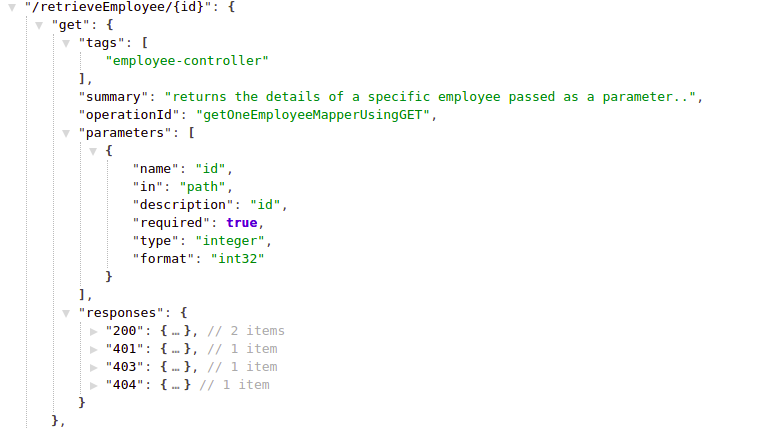 "/retrieveEmployee/{id}": {
"get": {
"tags": [
"employee-controller"
],
"summary": "returns the details of a specific employee passed as a parameter..",
"operationId": "getOneEmployeeMapperUsingGET",
"parameters": [
{
"name": "id",
"in": "path",
"description": "id",
"required": true,
"type": "integer",
"format": "int32"
}
],
"responses": {
"200": { … }, // 2 items
"401": { … }, // 1 item
"403": { … }, // 1 item
"404": { … } // 1 item
}
},